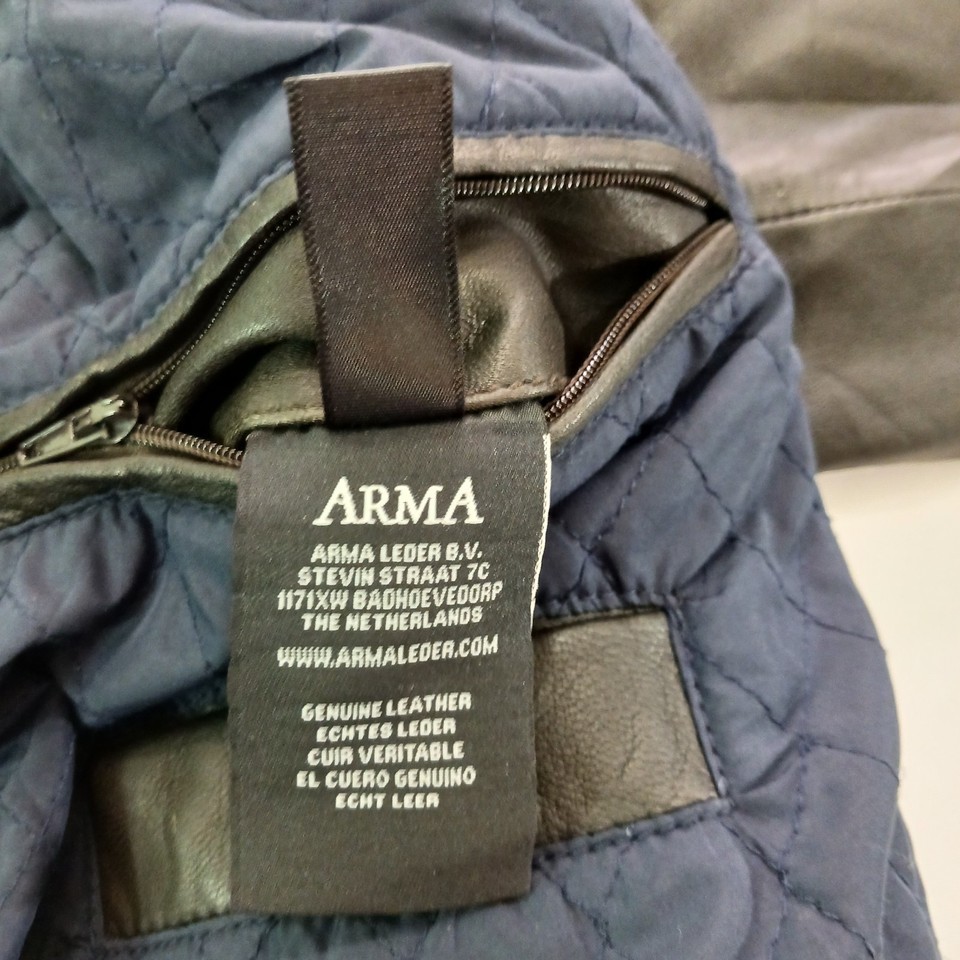 ARMA
ARMA LEDER B.V.
STEVIN STRAAT 7C
1171XW BADHOEVEDORP
THE NETHERLANDS
WWW.ARMALEDER.COM
GENUINE LEATHER
ECHTES LEDER
CUIR VERITABLE
EL CUERO GENUINO
ECHT LEER